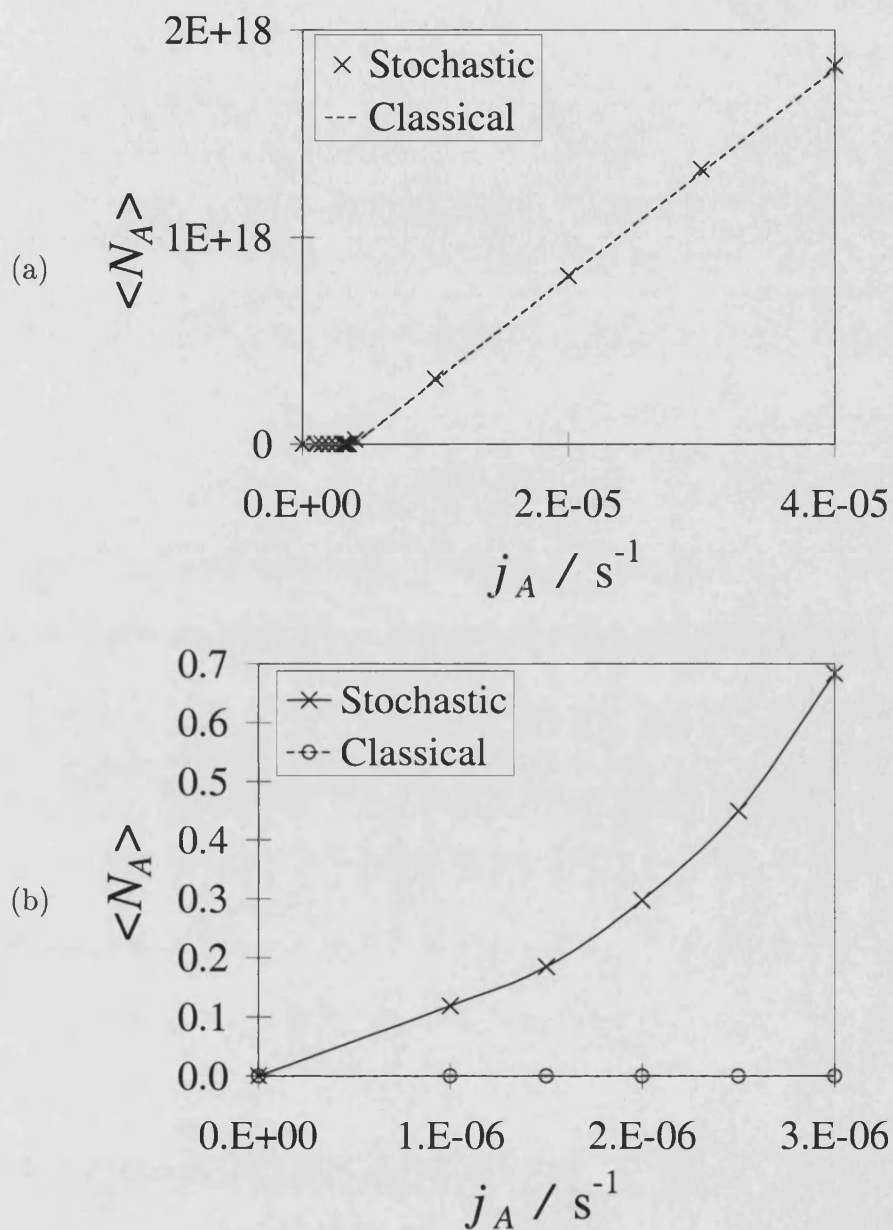 (a)
<N_A>
2E+18
1E+18
0
× Stochastic
----- Classical
0.E+00 2.E-05 4.E-05
j_A / s^-1
(b)
<N_A>
0.7
0.6
0.5
0.4
0.3
0.2
0.1
0.0
Stochastic
Classical
0.E+00 1.E-06 2.E-06 3.E-06
j_A / s^-1